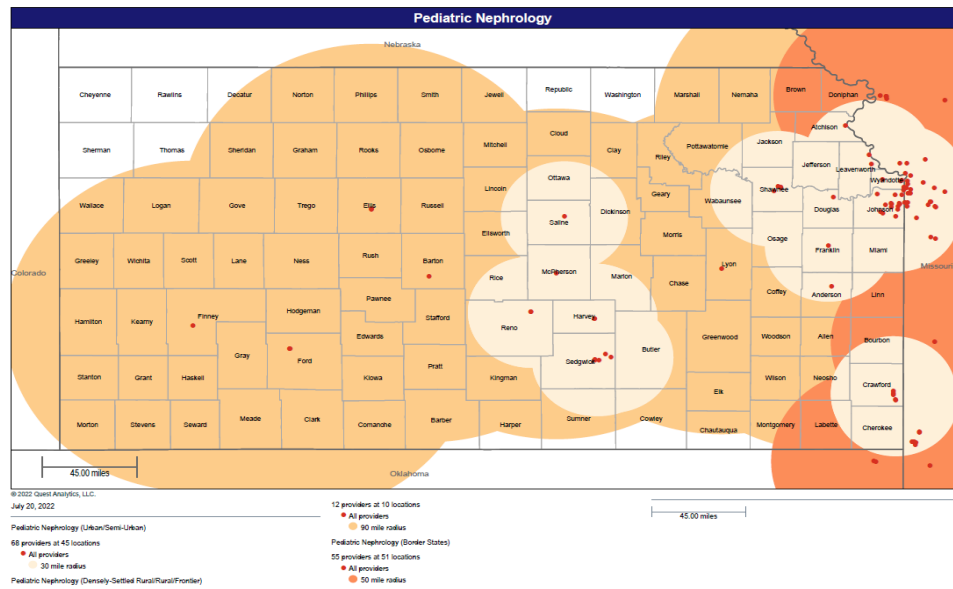 Pediatric Nephrology
Nebraska
Cheyenne Rawlins Decatur Norton Phillips Smith Jewell Republic Washington Marshall Nemaha Brown Doniphan
Atchison
Sherman Thomas Sheridan Graham Rooks Osborne Mitchell Cloud Clay Riley Pottawatomie Jackson Jefferson Leavenworth
Wyandotte
Wallace Logan Gove Trego Ellis Russell Lincoln Ottawa Saline Dickinson Geary Wabaunsee Shawnee Douglas Johnson
Ellsworth Morris Osage Franklin Miami
Colorado
Greeley Wichita Scott Lane Ness Rush Barton Rice McPherson Marion Chase Lyon Coffey Anderson Linn
Missouri
Hamilton Kearny Finney Hodgeman Pawnee Stafford Reno Harvey Greenwood Woodson Allen Bourbon
Gray Ford Edwards Sedgwick Butler
Stanton Grant Haskell Kiowa Pratt Kingman Elk Wilson Neosho Crawford
Morton Stevens Seward Meade Clark Comanche Barber Harper Sumner Cowley Chautauqua Montgomery Labette Cherokee
45.00 miles
Oklahoma
© 2022 Quest Analytics, LLC.
July 20, 2022
Pediatric Nephrology (Urban/Semi-Urban)
68 providers at 45 locations
All providers
30 mile radius
Pediatric Nephrology (Densely-Settled Rural/Rural/Frontier)
12 providers at 10 locations
All providers
90 mile radius
Pediatric Nephrology (Border States)
55 providers at 51 locations
All providers
50 mile radius
45.00 miles